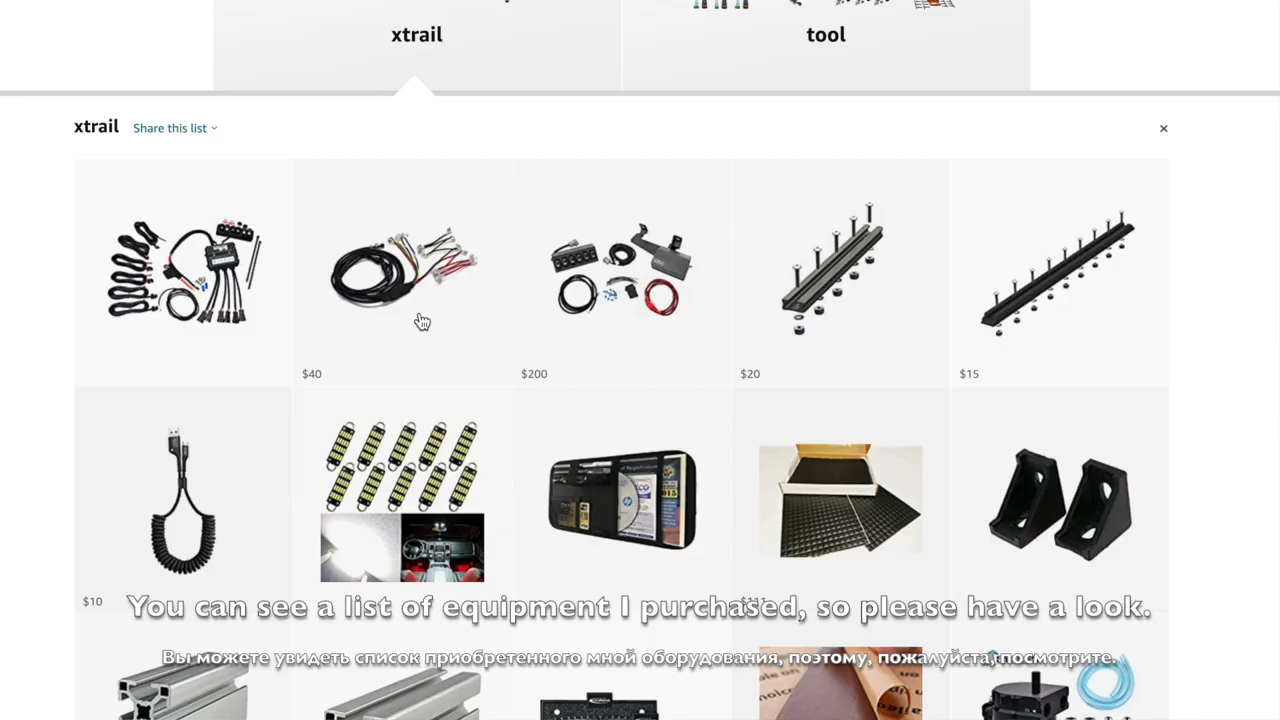 xtrail
tool
xtrail
Share this list
$40
$200
$20
$15
$10
$111
You can see a list of equipment I purchased, so please have a look.
Вы можете увидеть список приобретенного мной оборудования, поэтому, пожалуйста,посмотрите.